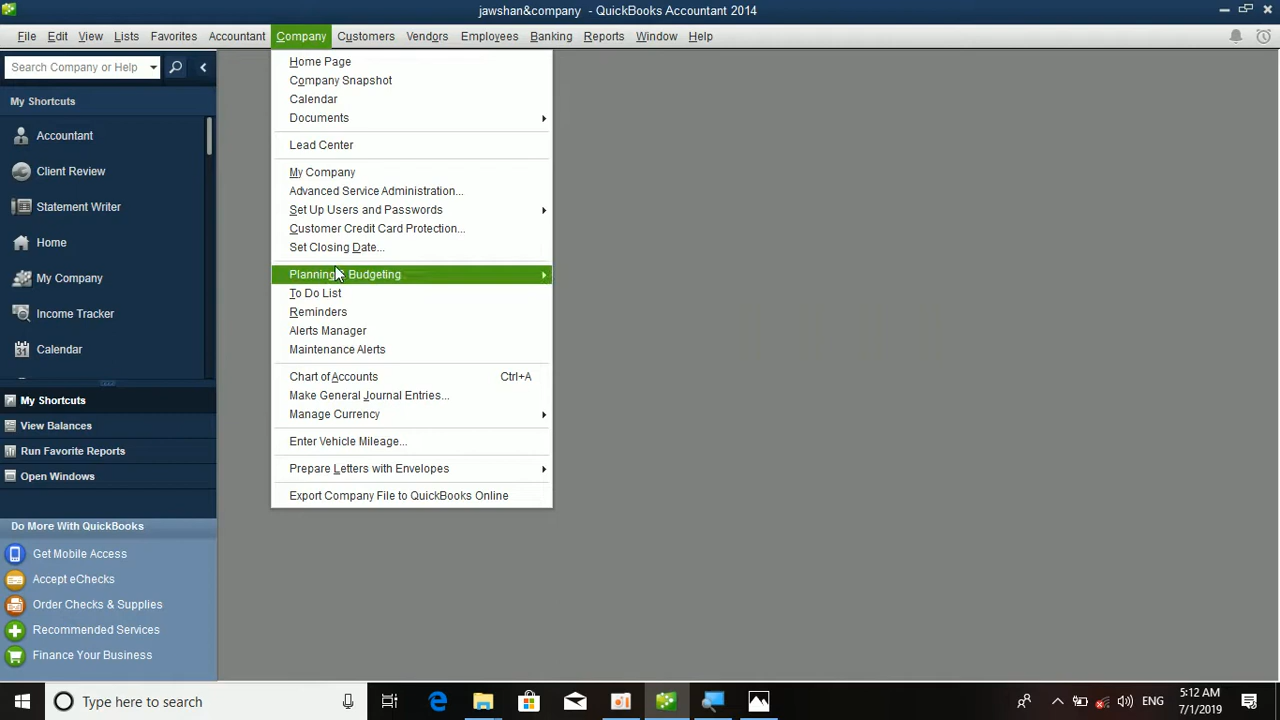 jawshan&company - QuickBooks Accountant 2014
File Edit View Lists Favorites Accountant Company Customers Vendors Employees Banking Reports Window Help
Search Company or Help
My Shortcuts
Accountant
Client Review
Statement Writer
Home
My Company
Income Tracker
Calendar
My Shortcuts
View Balances
Run Favorite Reports
Open Windows
Do More With QuickBooks
Get Mobile Access
Accept eChecks
Order Checks & Supplies
Recommended Services
Finance Your Business
Home Page
Company Snapshot
Calendar
Documents
Lead Center
My Company
Advanced Service Administration...
Set Up Users and Passwords
Customer Credit Card Protection...
Set Closing Date...
Planning Budgeting
To Do List
Reminders
Alerts Manager
Maintenance Alerts
Chart of Accounts Ctrl+A
Make General Journal Entries...
Manage Currency
Enter Vehicle Mileage...
Prepare Letters with Envelopes
Export Company File to QuickBooks Online
Type here to search
ENG
5:12 AM
7/1/2019